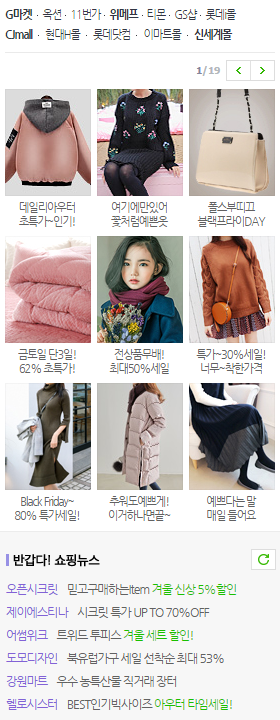 G마켓 · 옥션 · 11번가 · 위메프 · 티몬 · GS샵 · 롯데i몰
CJmall · 현대H몰 · 롯데닷컴 · 이마트몰 · 신세계몰
1/19
데일리아우터
초특가~인기!
여기에만있어
꽃처럼예쁜옷
폴스부띠끄
블랙프라이DAY
금토일 단3일!
62% 초특가!
전상품무배!
최대50%세일
특가~30%세일!
너무~착한가격
Black Friday~
80% 특가세일!
추워도예쁘게!
이거하나면끝~
예쁘다는 말
매일 들어요
반갑다! 쇼핑뉴스
오픈시크릿 믿고구매하는Item 겨울 신상 5%할인
제이에스티나 시크릿 특가 UP TO 70%OFF
어썸위크 트위드 투피스 겨울 세트 할인!
도모디자인 북유럽가구 세일 선착순 최대 53%
강원마트 우수 농특산물 직거래 장터
헬로시스터 BEST인기빅사이즈 아우터 타임세일!